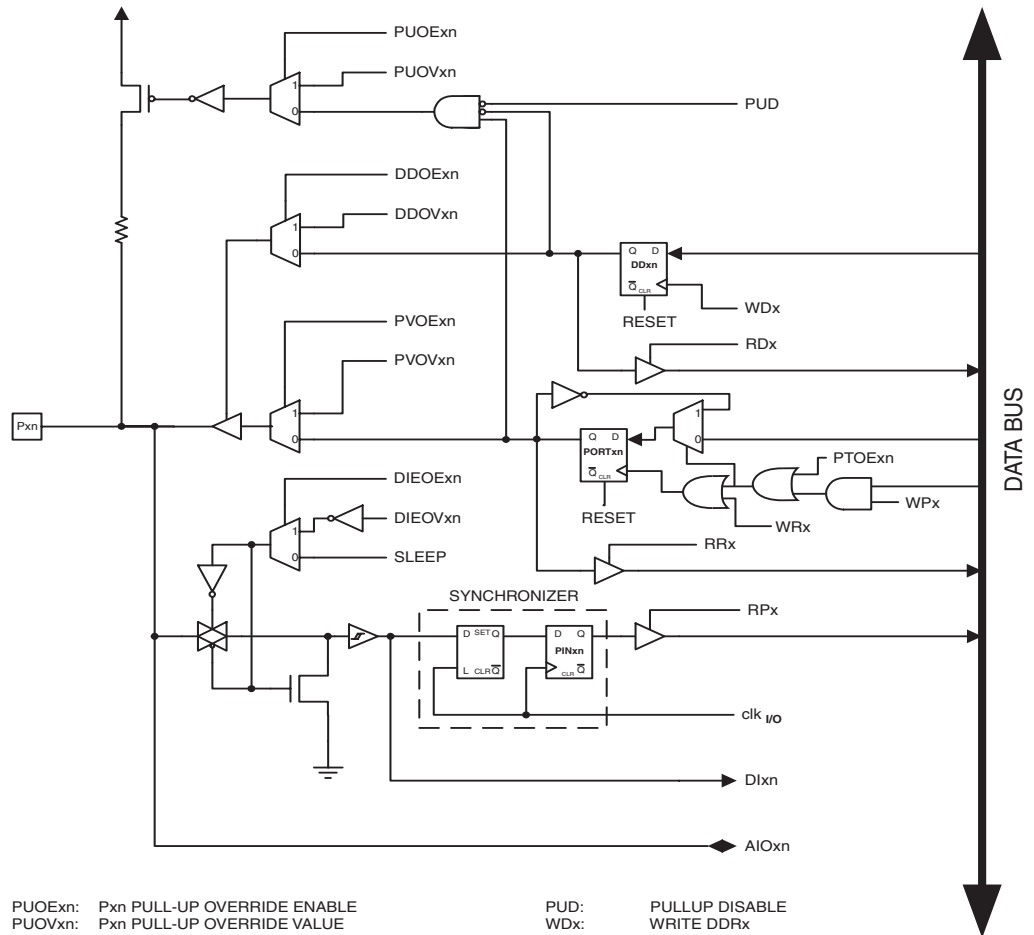 PUOExn
PUOVxn
1
0
PUD
DDOExn
DDOVxn
1
0
Q D
DDxn
Q CLR
WDx
RESET
RDx
PVOExn
PVOVxn
1
0
Pxn
1
0
Q D
PORTxn
Q CLR
PTOExn
WPx
RESET
WRx
RRx
DIEOExn
DIEOVxn
1
0
SLEEP
SYNCHRONIZER
D SET Q
L CLR Q
D Q
PINxn
CLR Q
RPx
clk I/O
DIxn
AIOxn
DATA BUS
PUOExn: Pxn PULL-UP OVERRIDE ENABLE
PUOVxn: Pxn PULL-UP OVERRIDE VALUE
PUD: PULLUP DISABLE
WDx: WRITE DDRx